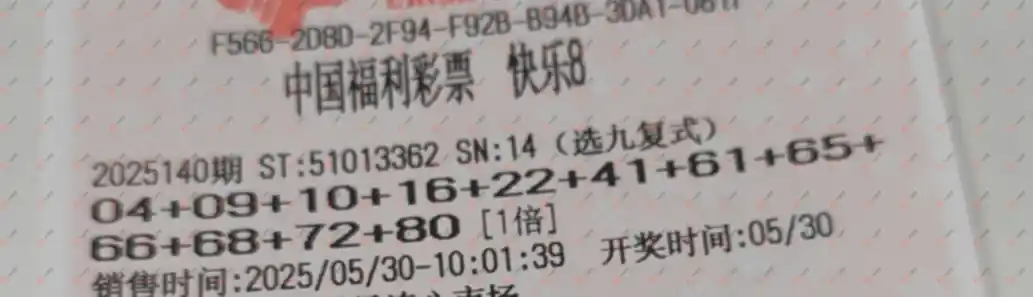 F566-2D8D-2F94-F92B-B94B-3DA1-
中国福利彩票 快乐8
2025140期 ST:51013362 SN:14 (选九复式)
04+09+10+16+22+41+61+65+
66+68+72+80 [1倍]
销售时间:2025/05/30-10:01:39 开奖时间:05/30